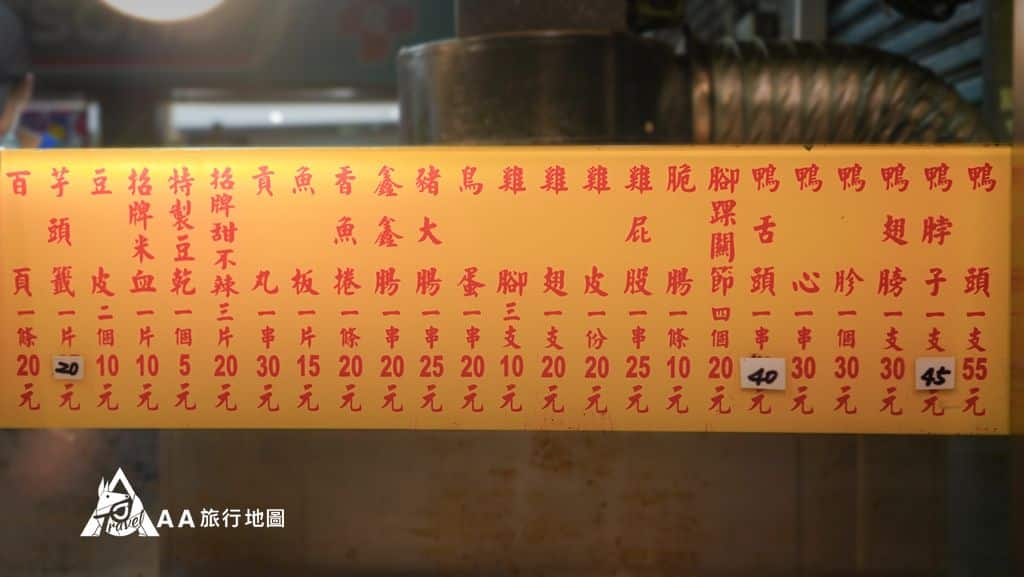 鴨頭一支55元
鴨脖子一支45元
鴨翅膀一支30元
鴨胗一個30元
鴨心一串30元
鴨舌頭一串40元
腳踝關節四個20元
脆腸一條10元
雞屁股一串25元
雞皮一份20元
雞翅一支20元
雞腳三支10元
鳥蛋一串20元
豬大腸一串25元
鑫鑫腸一串20元
香魚捲一條20元
魚板一片15元
貢丸一串30元
招牌甜不辣三片20元
特製豆乾一個5元
招牌米血一片10元
豆皮二個10元
芋頭籤一片20元
百頁一條20元
Travel
AA旅行地圖